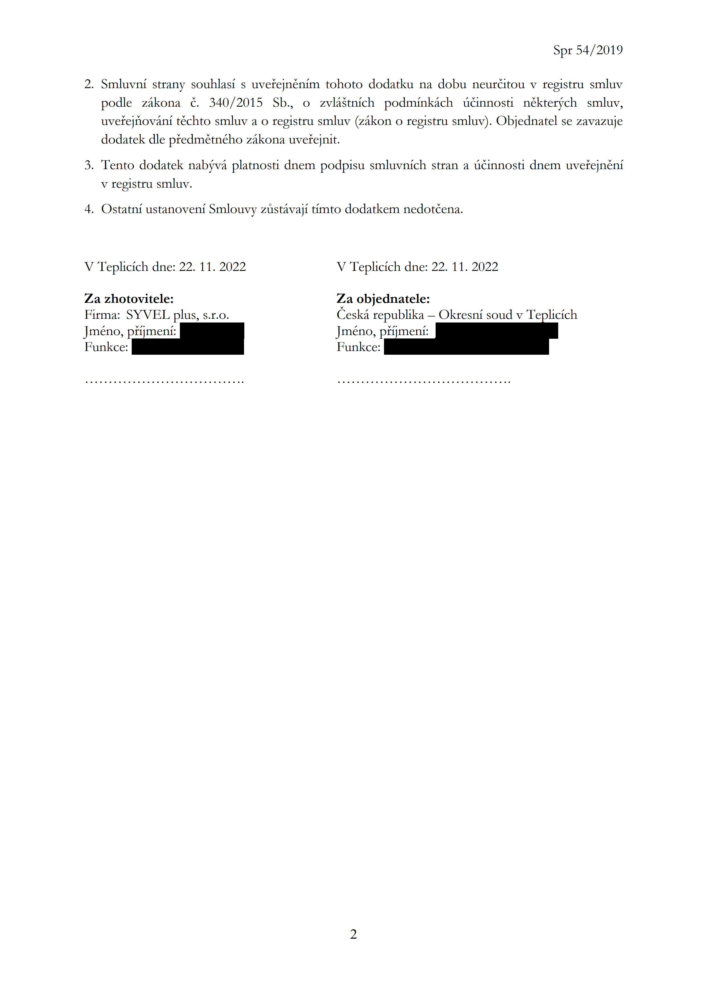 Spr 54/2019
2. Smluvní strany souhlasí s uveřejněním tohoto dodatku na dobu neurčitou v registru smluv
podle zákona č. 340/2015 Sb., o zvláštních podmínkách účinnosti některých smluv,
uveřejňování těchto smluv a o registru smluv (zákon o registru smluv). Objednatel se zavazuje
dodatek dle předmětného zákona uveřejnit.
3. Tento dodatek nabývá platnosti dnem podpisu smluvních stran a účinnosti dnem uveřejnění
v registru smluv.
4. Ostatní ustanovení Smlouvy zůstávají tímto dodatkem nedotčena.
V Teplicích dne: 22. 11. 2022
Za zhotovitele:
Firma: SYVEL plus, s.r.o.
Jméno, příjmení:
Funkce:
…………………………….
V Teplicích dne: 22. 11. 2022
Za objednatele:
Česká republika – Okresní soud v Teplicích
Jméno, příjmení:
Funkce:
……………………………….
2